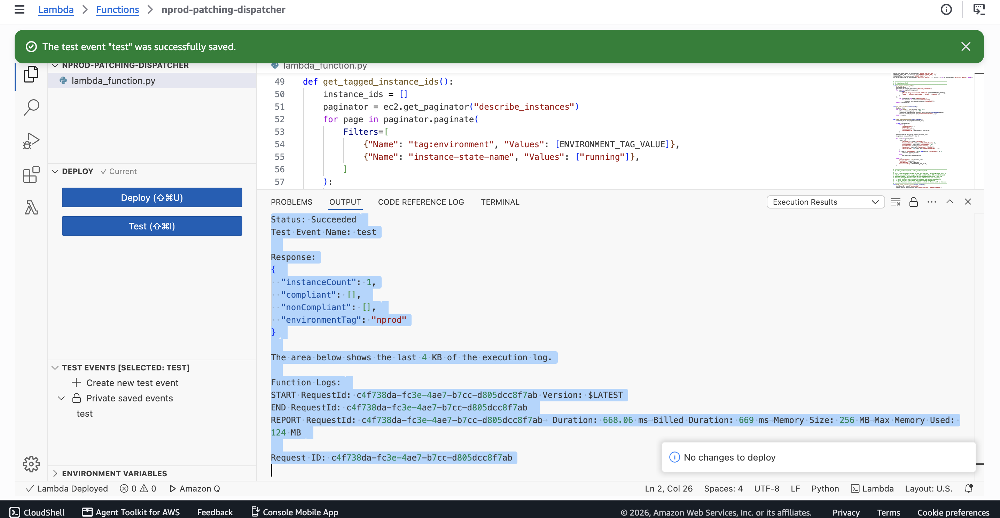 Lambda > Functions > nprod-patching-dispatcher
The test event "test" was successfully saved.
NPROD-PATCHING-DISPATCHER
lambda_function.py
DEPLOY ✓ Current
Deploy (⇧⌘U)
Test (⇧⌘I)
TEST EVENTS [SELECTED: TEST]
Create new test event
Private saved events
test
ENVIRONMENT VARIABLES
lambda_function.py
49 def get_tagged_instance_ids():
50     instance_ids = []
51     paginator = ec2.get_paginator("describe_instances")
52     for page in paginator.paginate(
53         Filters=[
54             {"Name": "tag:environment", "Values": [ENVIRONMENT_TAG_VALUE]},
55             {"Name": "instance-state-name", "Values": ["running"]},
56         ]
57     ):
PROBLEMS OUTPUT CODE REFERENCE LOG TERMINAL Execution Results
Status: Succeeded
Test Event Name: test
Response:
{
  "instanceCount": 1,
  "compliant": [],
  "nonCompliant": [],
  "environmentTag": "nprod"
}
The area below shows the last 4 KB of the execution log.
Function Logs:
START RequestId: c4f738da-fc3e-4ae7-b7cc-d805dcc8f7ab Version: $LATEST
END RequestId: c4f738da-fc3e-4ae7-b7cc-d805dcc8f7ab
REPORT RequestId: c4f738da-fc3e-4ae7-b7cc-d805dcc8f7ab Duration: 668.06 ms Billed Duration: 669 ms Memory Size: 256 MB Max Memory Used:
124 MB
Request ID: c4f738da-fc3e-4ae7-b7cc-d805dcc8f7ab
No changes to deploy
Lambda Deployed 0 0 Amazon Q Ln 2, Col 26 Spaces: 4 UTF-8 LF Python Lambda Layout: U.S.
CloudShell Agent Toolkit for AWS Feedback Console Mobile App © 2026, Amazon Web Services, Inc. or its affiliates. Privacy Terms Cookie preferences